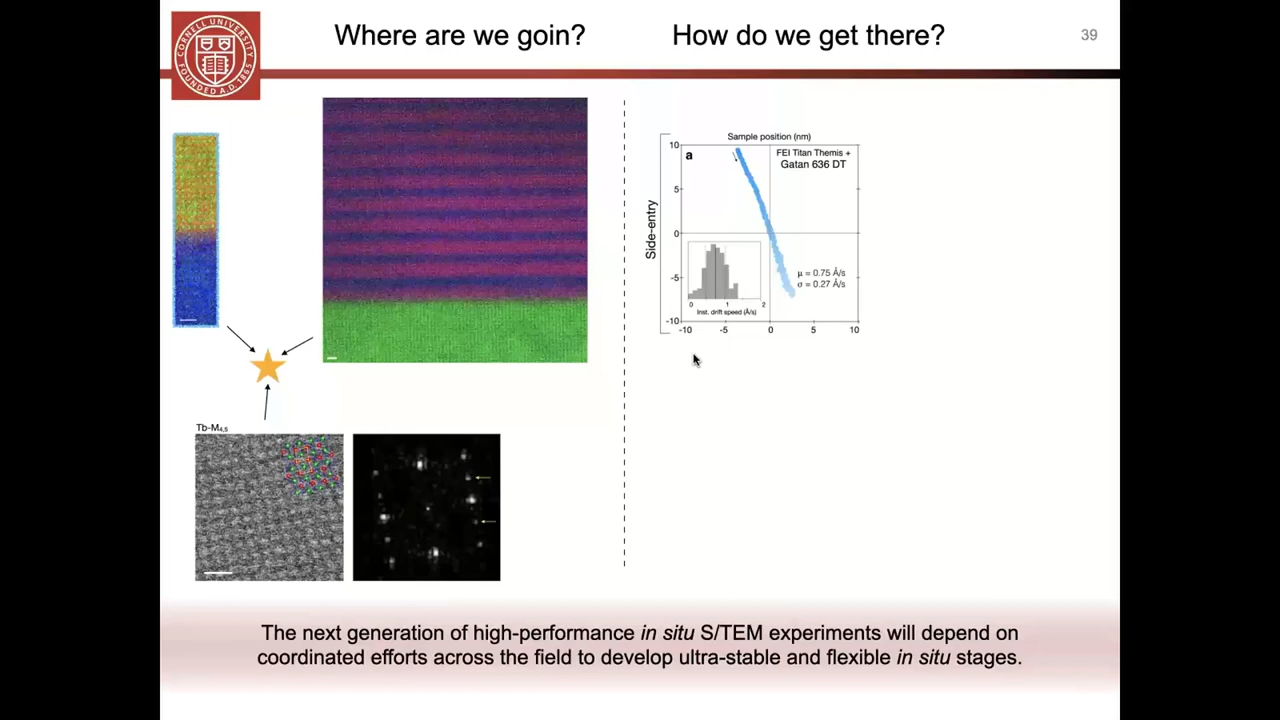 Where are we goin?
How do we get there?
39
CORNELL UNIVERSITY
FOUNDED A.D. 1865
Sample position (nm)
a
FEI Titan Themis +
Gatan 636 DT
Side-entry
10
5
0
-5
-10
μ = 0.75 Å/s
σ = 0.27 Å/s
0 1 2
Inst. drift speed (Å/s)
-10 -5 0 5 10
Tb-M₄,₅
The next generation of high-performance in situ S/TEM experiments will depend on
coordinated efforts across the field to develop ultra-stable and flexible in situ stages.